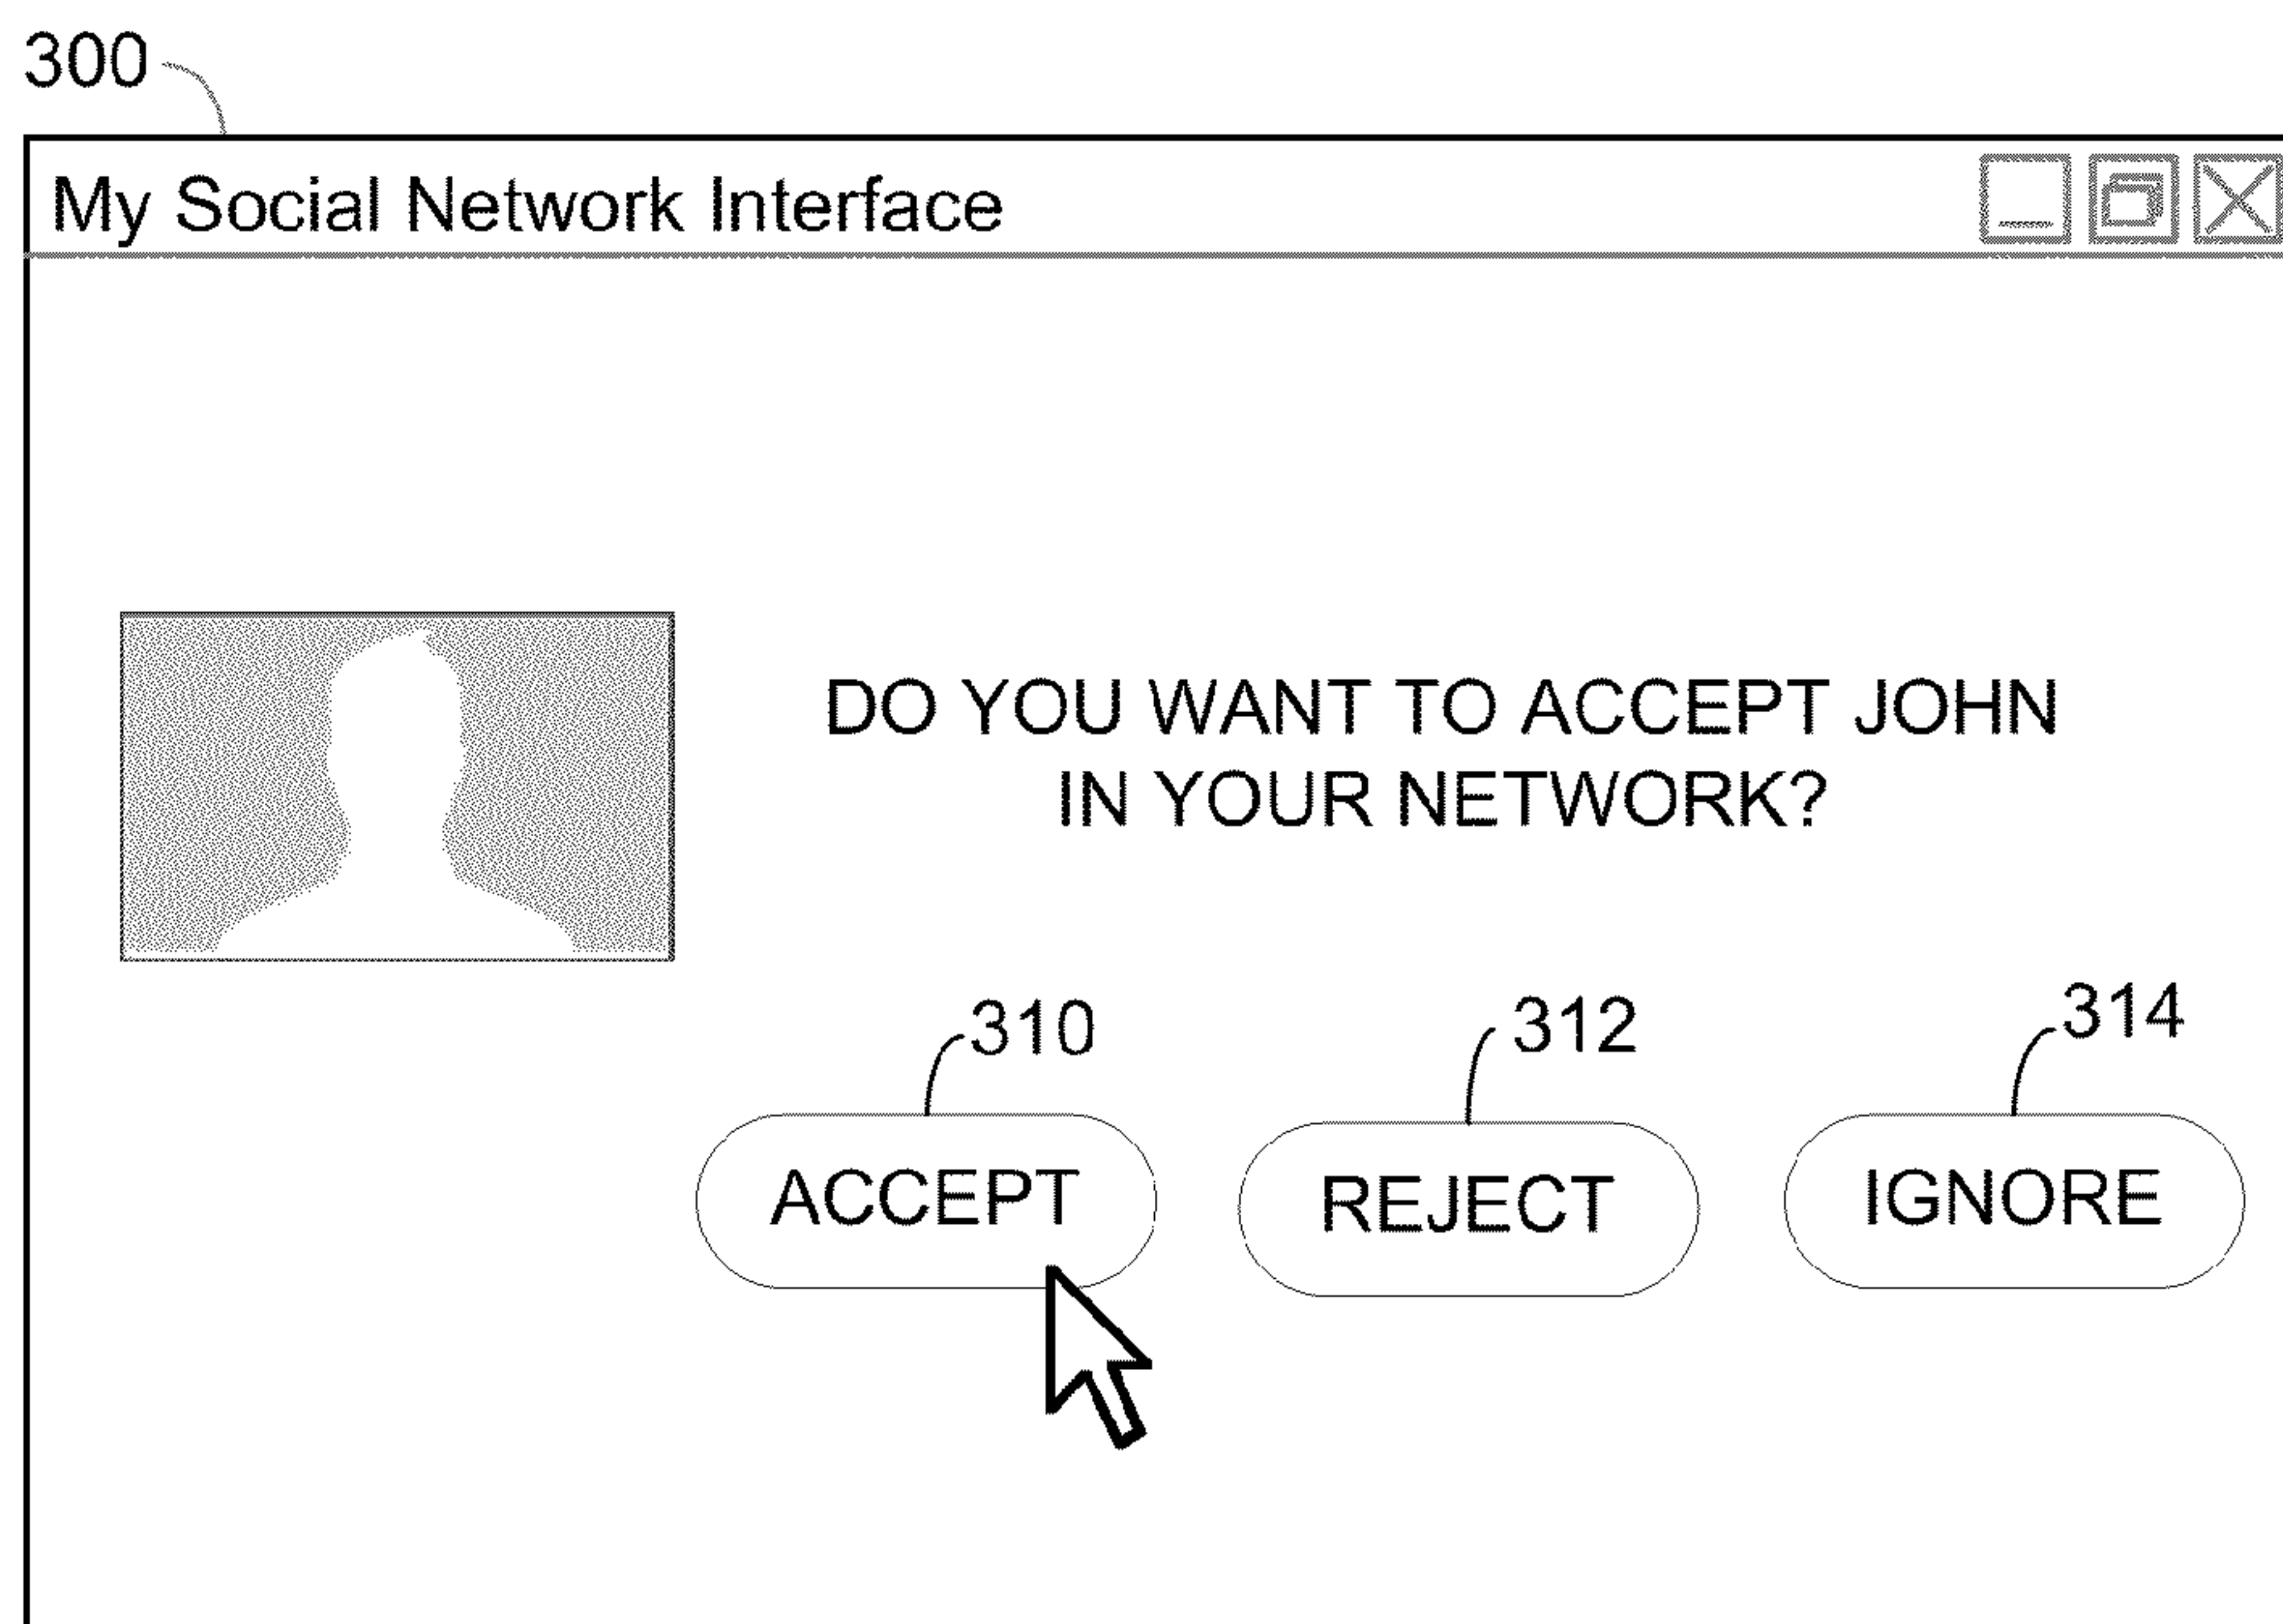 300
My Social Network Interface
DO YOU WANT TO ACCEPT JOHN
IN YOUR NETWORK?
310
312
314
ACCEPT
REJECT
IGNORE